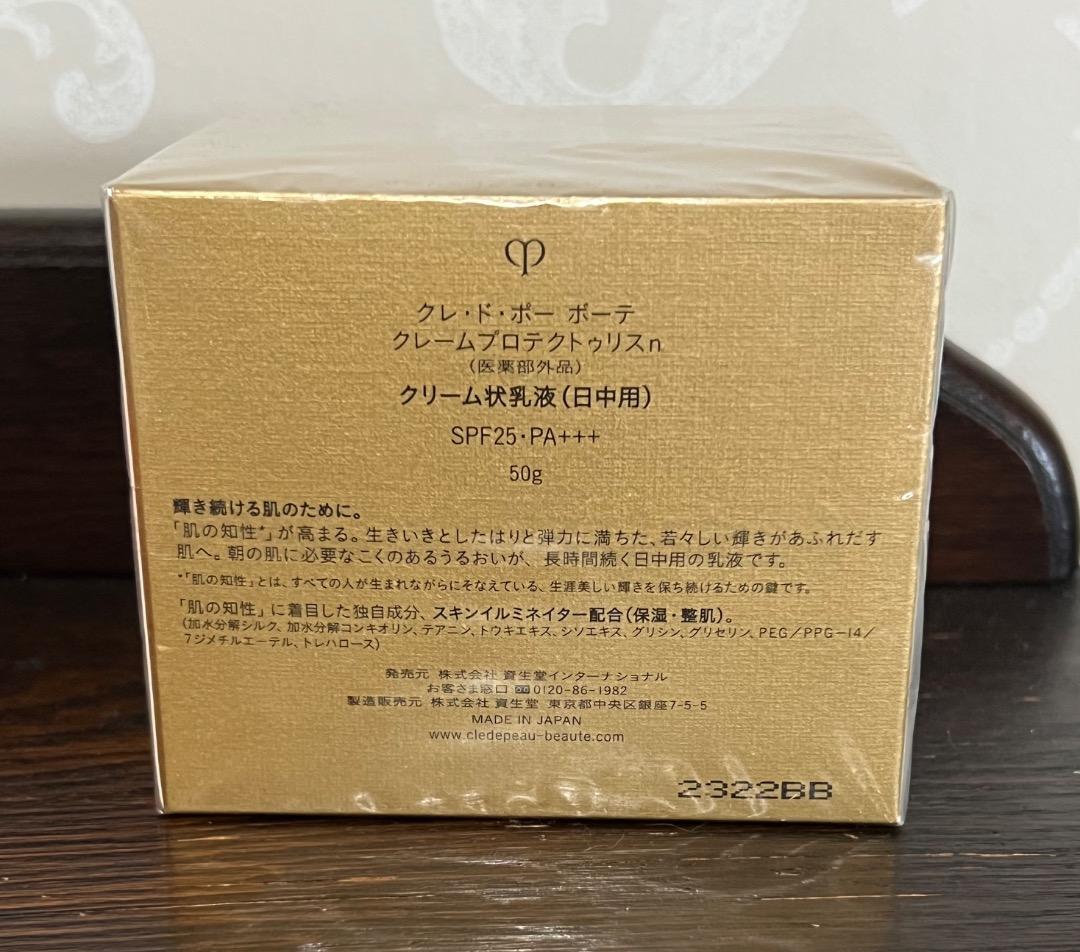 クレ・ド・ポー ボーテ
クレームプロテクトゥリスn
(医薬部外品)
クリーム状乳液(日中用)
SPF25・PA+++
50g
輝き続ける肌のために。
「肌の知性*」が高まる。生きいきとしたはりと弾力に満ちた、若々しい輝きがあふれだす
肌へ。朝の肌に必要なこくのあるうるおいが、長時間続く日中用の乳液です。
*「肌の知性」とは、すべての人が生まれながらにそなえている、生涯美しい輝きを保ち続けるための鍵です。
「肌の知性」に着目した独自成分、スキンイルミネイター配合(保湿・整肌)。
(加水分解シルク、加水分解コンキオリン、テアニン、トウキエキス、シソエキス、グリシン、グリセリン、PEG/PPG-14/
7ジメチルエーテル、トレハロース)
発売元 株式会社 資生堂インターナショナル
お客さま窓口 0120-86-1982
製造販売元 株式会社 資生堂 東京都中央区銀座7-5-5
MADE IN JAPAN
www.cledepeau-beaute.com
2322BB